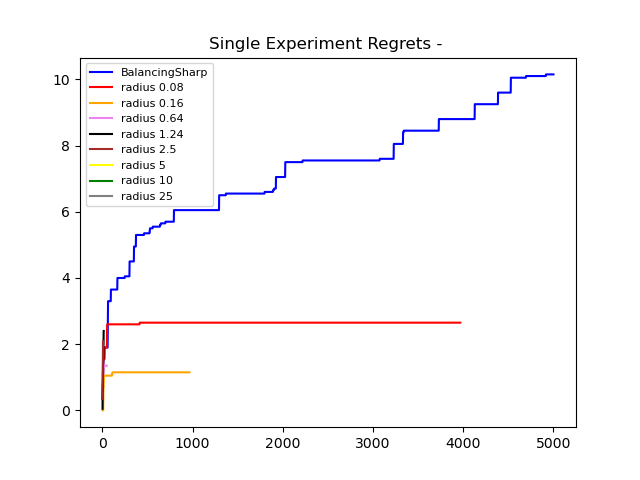 Single Experiment Regrets -
BalancingSharp
radius 0.08
radius 0.16
radius 0.64
radius 1.24
radius 2.5
radius 5
radius 10
radius 25
10
8
6
4
2
0
0 1000 2000 3000 4000 5000